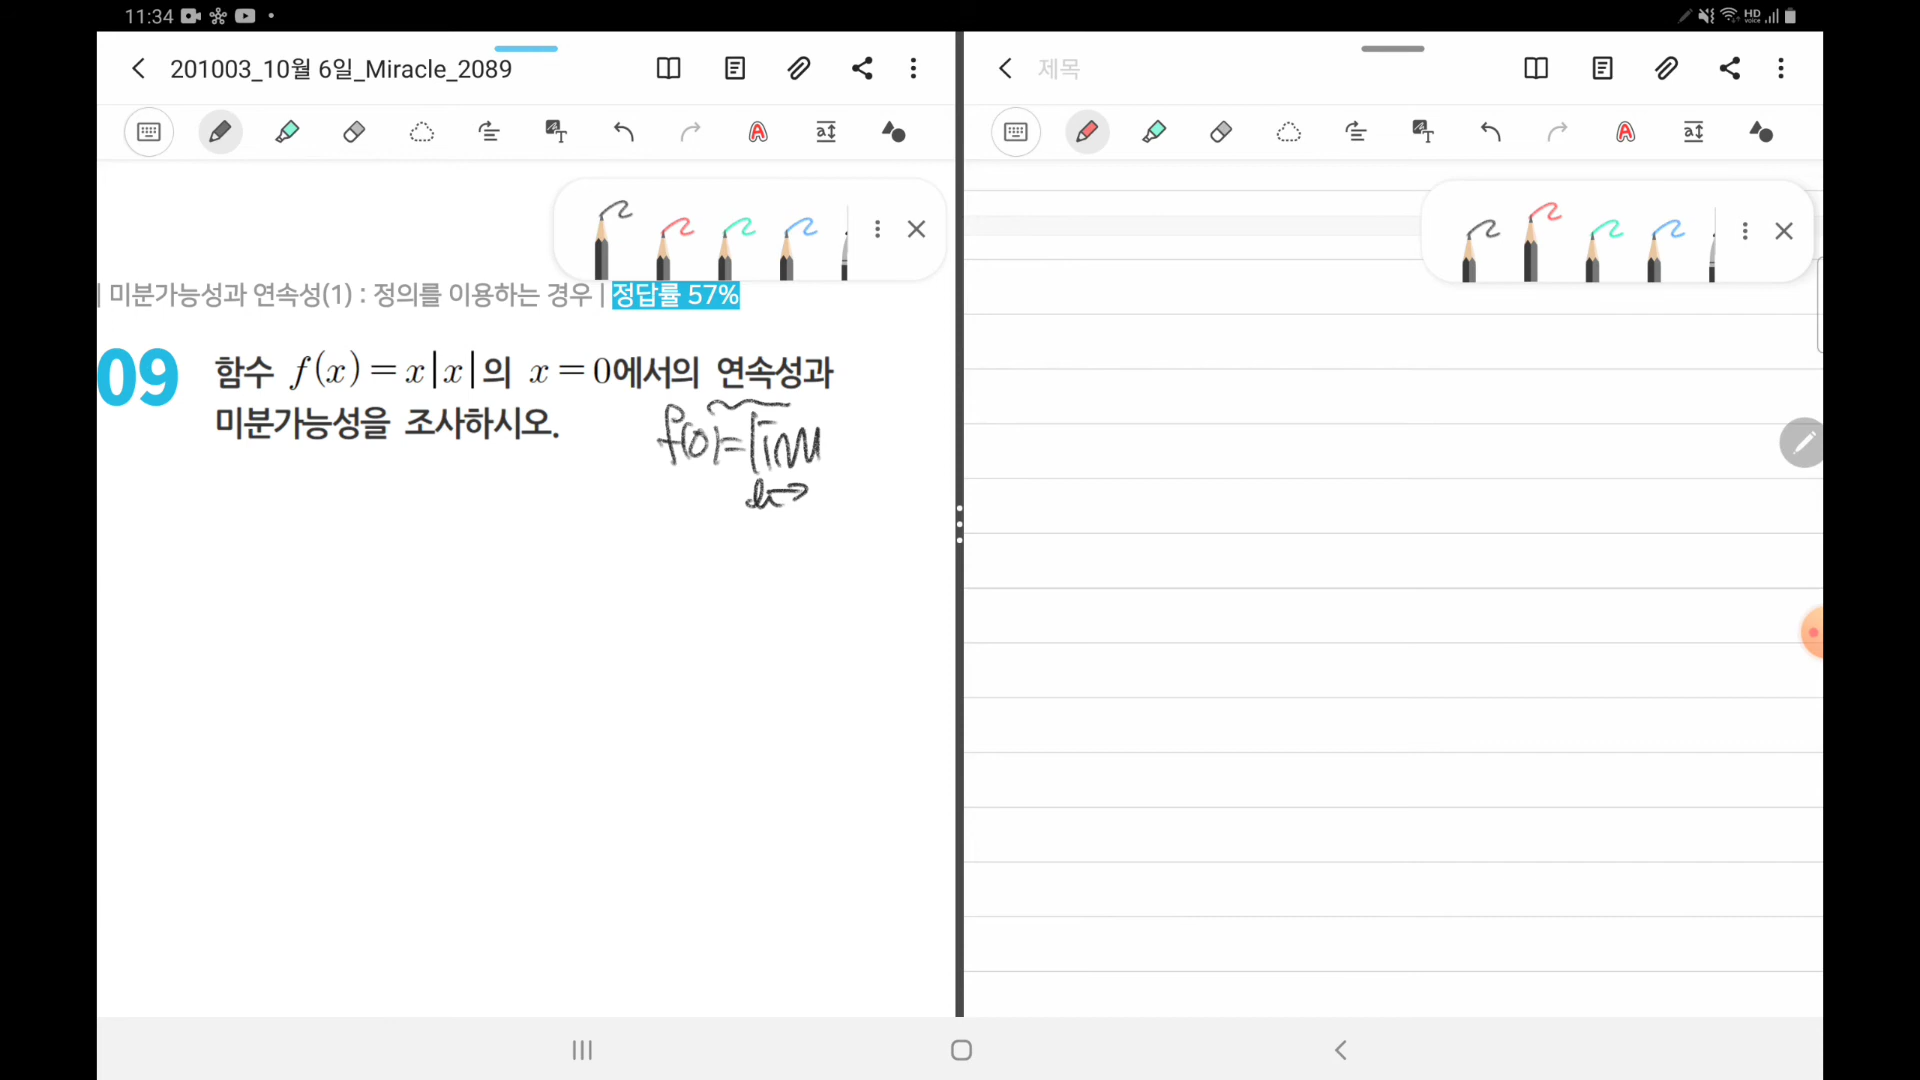 11:34
HD voice
201003_10월 6일_Miracle_2089
제목
| 미분가능성과 연속성(1) : 정의를 이용하는 경우 | 정답률 57%
09 함수 f(x)=x|x|의 x=0에서의 연속성과
미분가능성을 조사하시오.
f(0)=lim